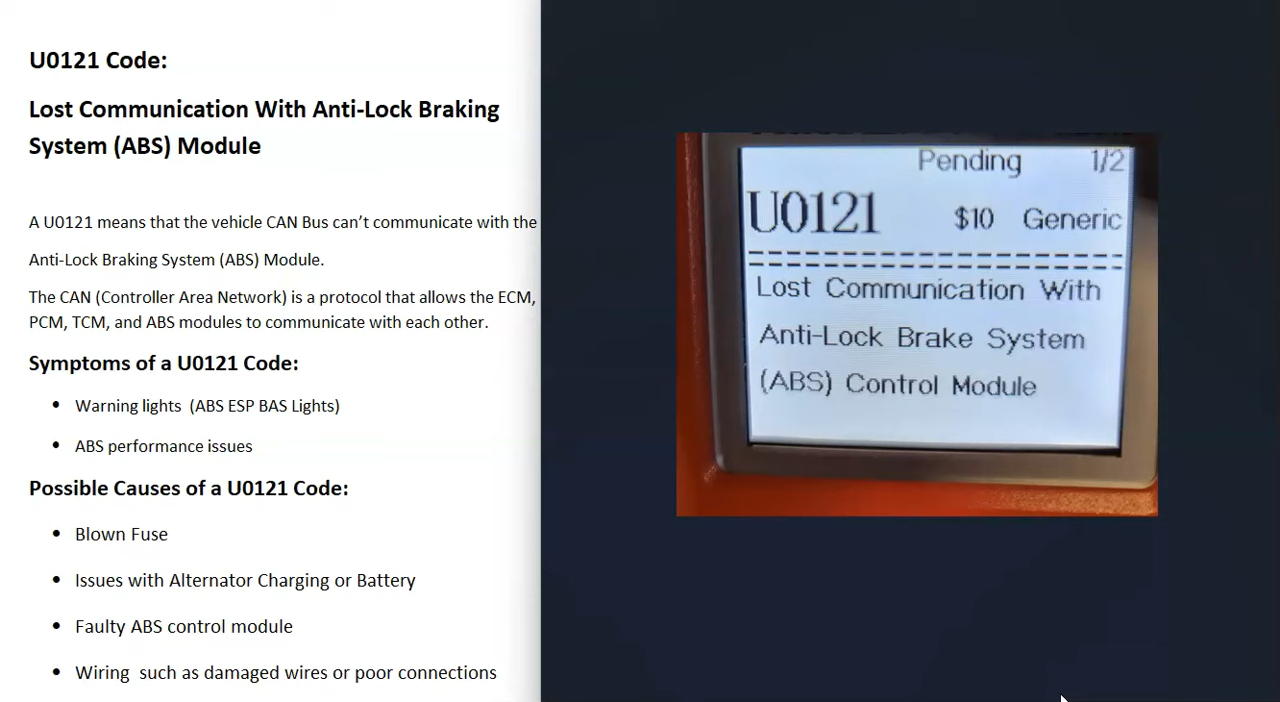 U0121 Code:
Lost Communication With Anti-Lock Braking
System (ABS) Module
A U0121 means that the vehicle CAN Bus can’t communicate with the
Anti-Lock Braking System (ABS) Module.
The CAN (Controller Area Network) is a protocol that allows the ECM,
PCM, TCM, and ABS modules to communicate with each other.
Symptoms of a U0121 Code:
• Warning lights  (ABS ESP BAS Lights)
• ABS performance issues
Possible Causes of a U0121 Code:
• Blown Fuse
• Issues with Alternator Charging or Battery
• Faulty ABS control module
• Wiring  such as damaged wires or poor connections
Pending 1/2
U0121 $10 Generic
Lost Communication With
Anti-Lock Brake System
(ABS) Control Module